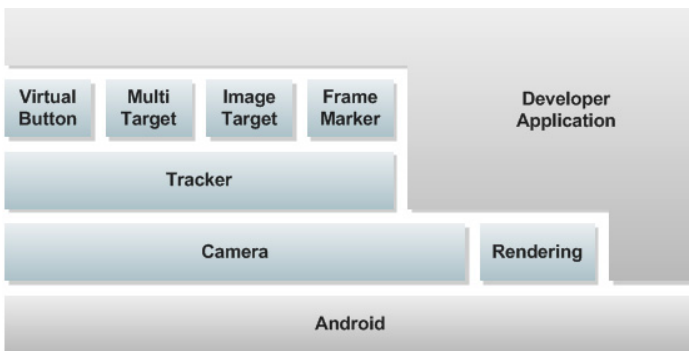 Virtual
Button
Multi
Target
Image
Target
Frame
Marker
Developer
Application
Tracker
Camera
Rendering
Android